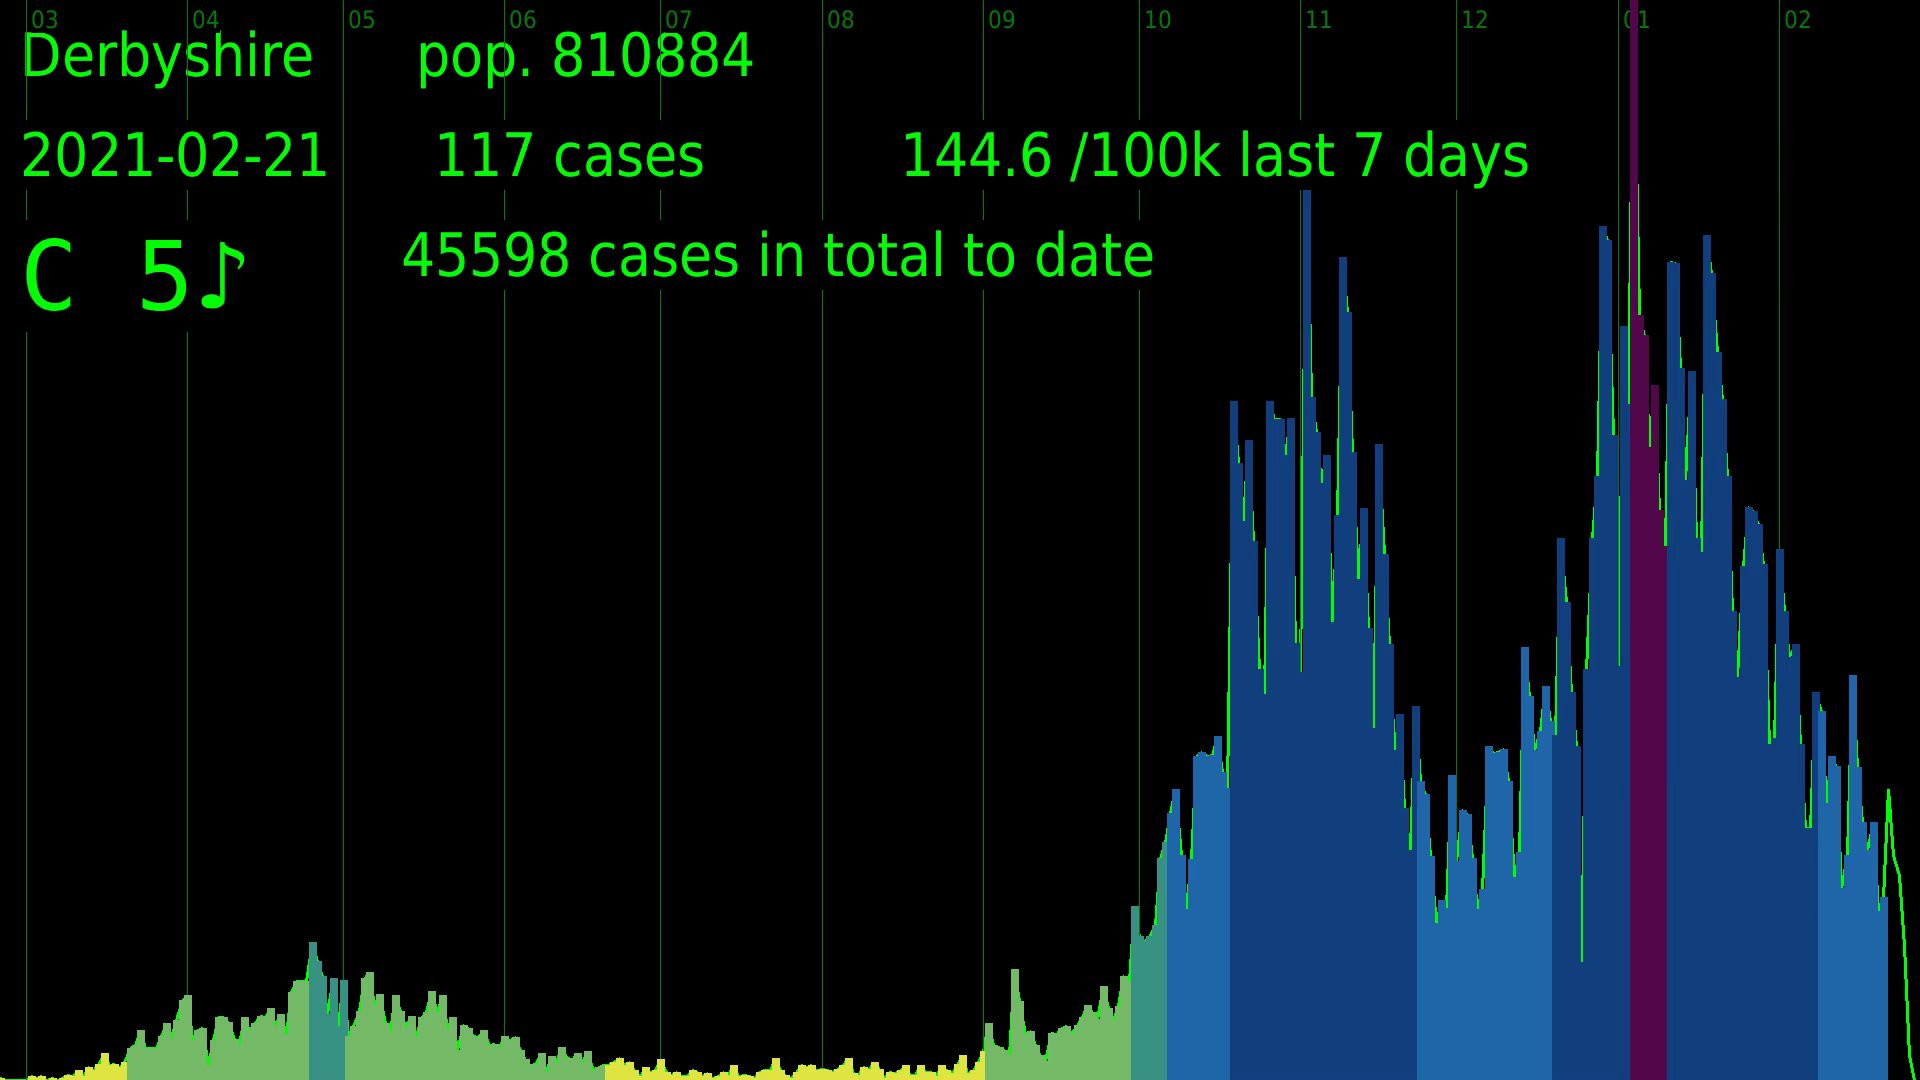 03 04 05 06 07 08 09 10 11 12 01 02
Derbyshire pop. 810884
2021-02-21 117 cases 144.6 /100k last 7 days
C 5♪ 45598 cases in total to date